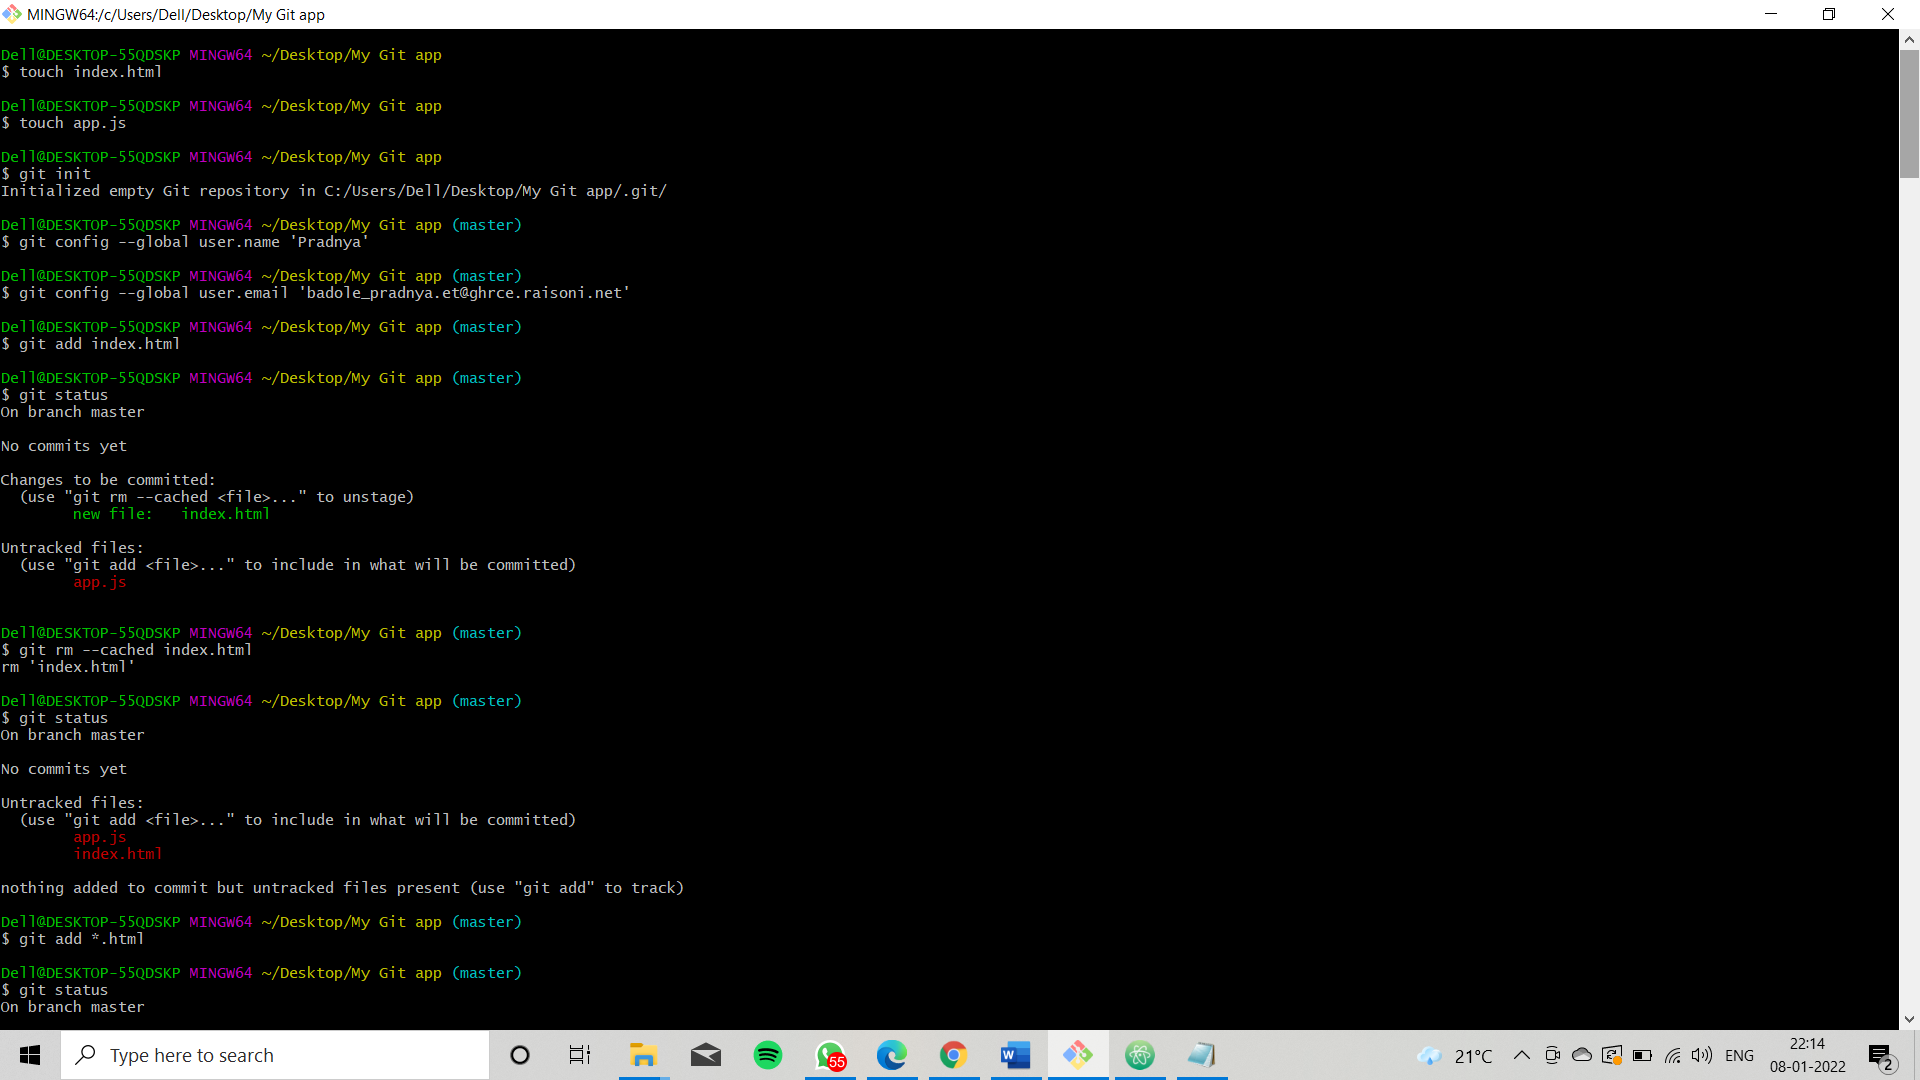 MINGW64:/c/Users/Dell/Desktop/My Git app
Dell@DESKTOP-55QDSKP MINGW64 ~/Desktop/My Git app
$ touch index.html
Dell@DESKTOP-55QDSKP MINGW64 ~/Desktop/My Git app
$ touch app.js
Dell@DESKTOP-55QDSKP MINGW64 ~/Desktop/My Git app
$ git init
Initialized empty Git repository in C:/Users/Dell/Desktop/My Git app/.git/
Dell@DESKTOP-55QDSKP MINGW64 ~/Desktop/My Git app (master)
$ git config --global user.name 'Pradnya'
Dell@DESKTOP-55QDSKP MINGW64 ~/Desktop/My Git app (master)
$ git config --global user.email 'badole_pradnya.et@ghrce.raisoni.net'
Dell@DESKTOP-55QDSKP MINGW64 ~/Desktop/My Git app (master)
$ git add index.html
Dell@DESKTOP-55QDSKP MINGW64 ~/Desktop/My Git app (master)
$ git status
On branch master
No commits yet
Changes to be committed:
  (use "git rm --cached <file>..." to unstage)
        new file:   index.html
Untracked files:
  (use "git add <file>..." to include in what will be committed)
        app.js
Dell@DESKTOP-55QDSKP MINGW64 ~/Desktop/My Git app (master)
$ git rm --cached index.html
rm 'index.html'
Dell@DESKTOP-55QDSKP MINGW64 ~/Desktop/My Git app (master)
$ git status
On branch master
No commits yet
Untracked files:
  (use "git add <file>..." to include in what will be committed)
        app.js
        index.html
nothing added to commit but untracked files present (use "git add" to track)
Dell@DESKTOP-55QDSKP MINGW64 ~/Desktop/My Git app (master)
$ git add *.html
Dell@DESKTOP-55QDSKP MINGW64 ~/Desktop/My Git app (master)
$ git status
On branch master
Type here to search
55
W
21°C
ENG
22:14
08-01-2022
2